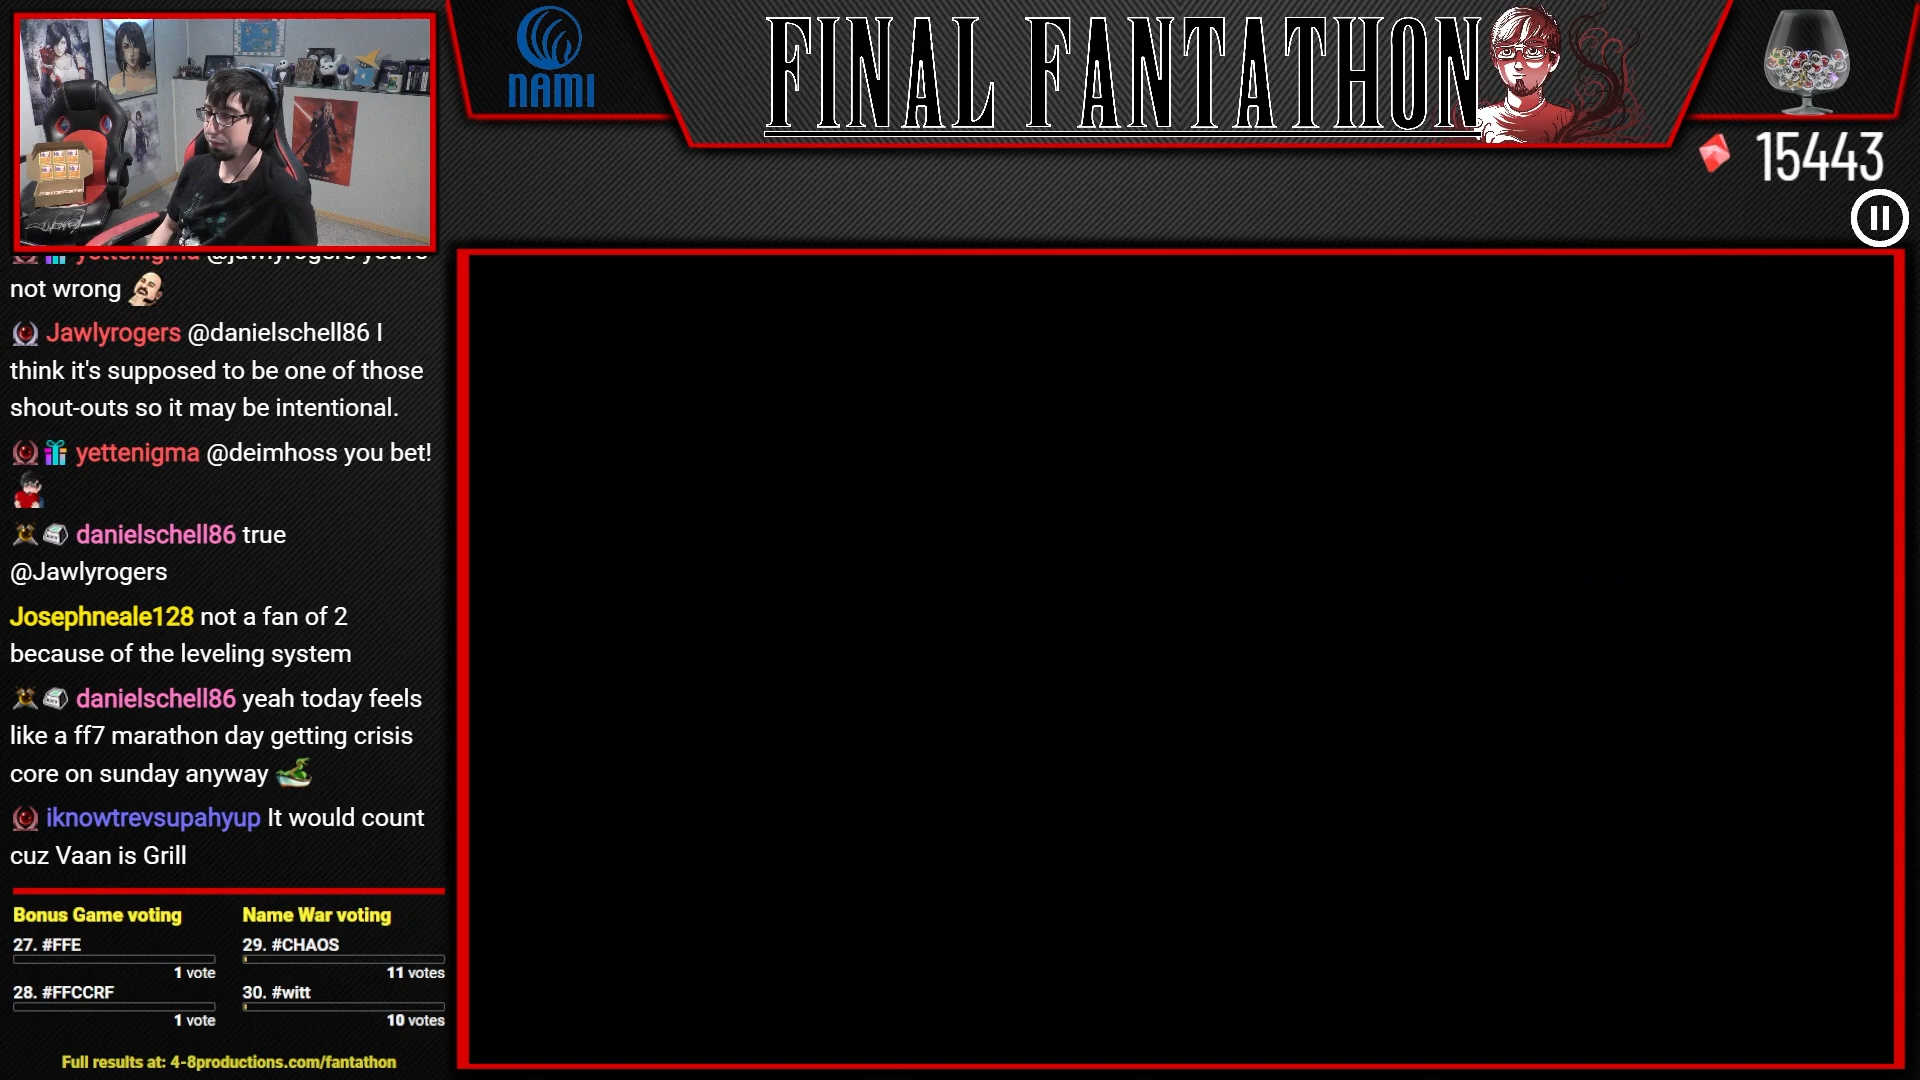 NAMI
FINAL FANTATHON
15443
yettenigma @jawlyrogers you're
not wrong
Jawlyrogers @danielschell86 I
think it's supposed to be one of those
shout-outs so it may be intentional.
yettenigma @deimhoss you bet!
danielschell86 true
@Jawlyrogers
Josephneale128 not a fan of 2
because of the leveling system
danielschell86 yeah today feels
like a ff7 marathon day getting crisis
core on sunday anyway
iknowtrevsupahyup It would count
cuz Vaan is Grill
Bonus Game voting
27. #FFE
1 vote
28. #FFCCRF
1 vote
Name War voting
29. #CHAOS
11 votes
30. #witt
10 votes
Full results at: 4-8productions.com/fantathon